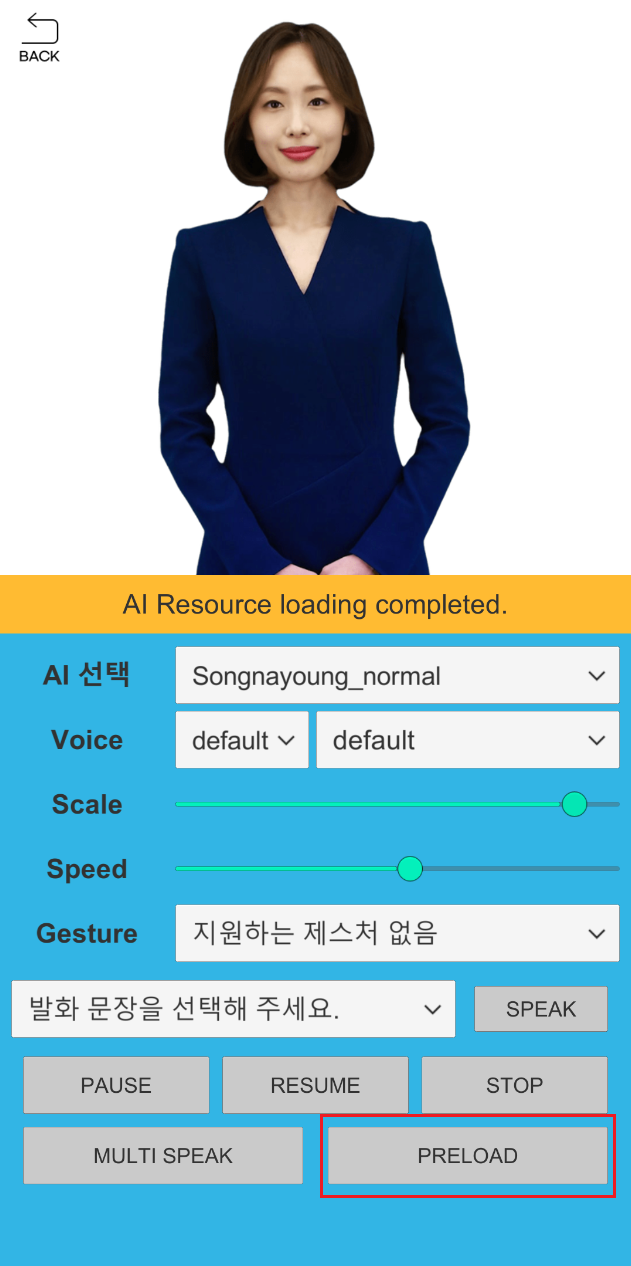 BACK
AI Resource loading completed.
AI 선택
Songnayoung_normal
Voice
default
default
Scale
Speed
Gesture
지원하는 제스처 없음
발화 문장을 선택해 주세요.
SPEAK
PAUSE
RESUME
STOP
MULTI SPEAK
PRELOAD